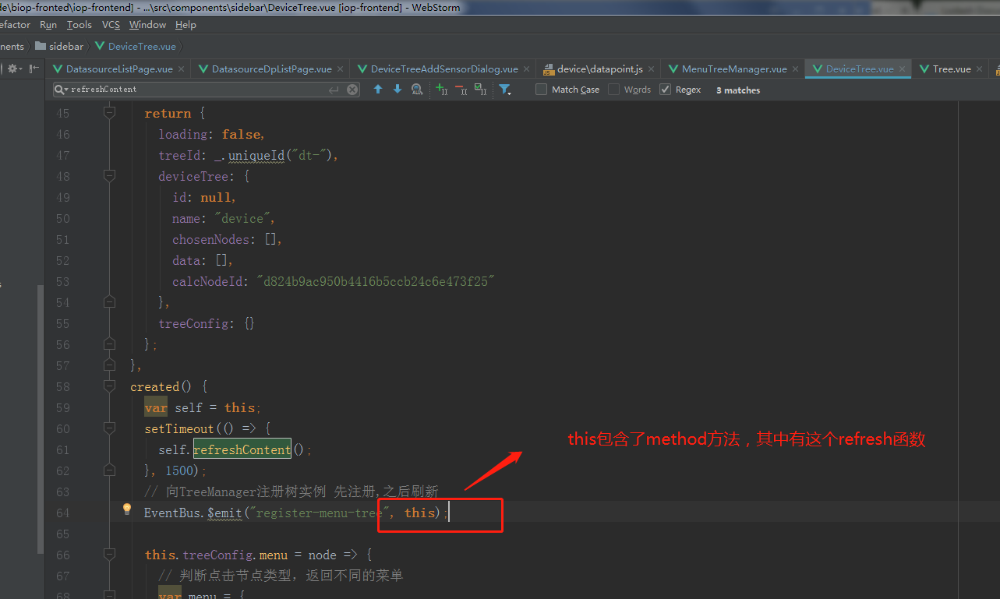 de\biop-fronted\iop-frontend] - ...\src\components\sidebar\DeviceTree.vue [iop-frontend] - WebStorm
efactor Run Tools VCS Window Help
nents sidebar DeviceTree.vue
DatasourceListPage.vue DatasourceDpListPage.vue DeviceTreeAddSensorDialog.vue device\datapoint.js MenuTreeManager.vue DeviceTree.vue Tree.vue
refreshContent Match Case Words Regex 3 matches
45 return {
46 loading: false,
47 treeId: _.uniqueId("dt-"),
48 deviceTree: {
49 id: null,
50 name: "device",
51 chosenNodes: [],
52 data: [],
53 calcNodeId: "d824b9ac950b4416b5ccb24c6e473f25"
54 },
55 treeConfig: {}
56 };
57 },
58 created() {
59 var self = this;
60 setTimeout(() => {
61 self.refreshContent();
62 }, 1500);
63 // 向TreeManager注册树实例 先注册,之后刷新
64 EventBus.$emit("register-menu-tree", this);
65
66 this.treeConfig.menu = node => {
67 // 判断点击节点类型，返回不同的菜单
68 var menu = {
this包含了method方法，其中有这个refresh函数